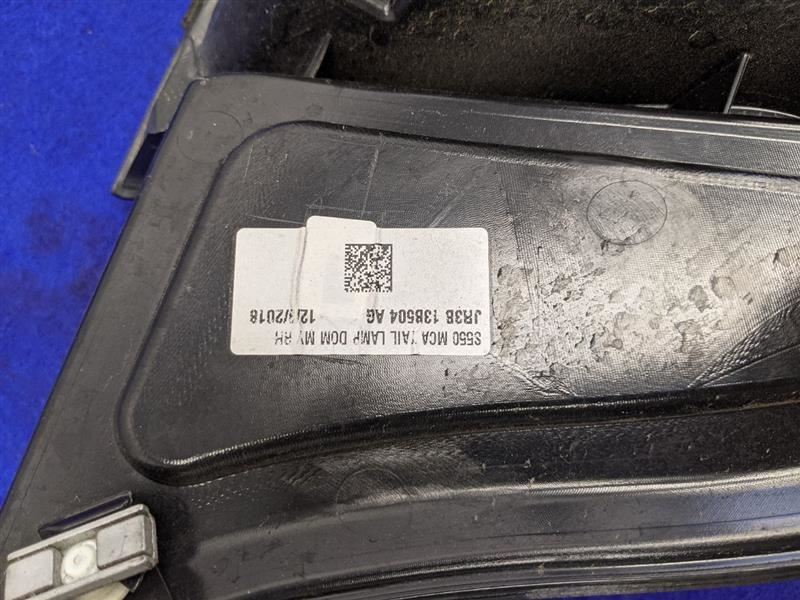 S550 MCA TAIL LAMP DOM MY RH
JR3B 13B504 AG